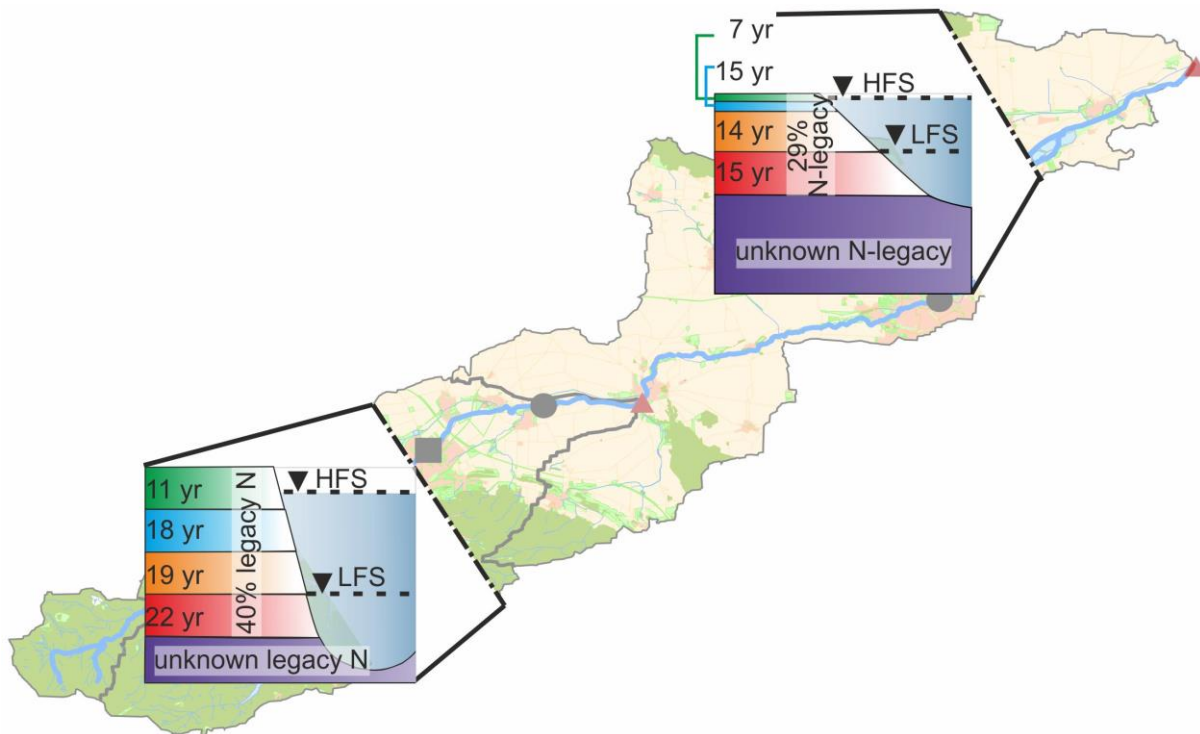 7 yr
15 yr
HFS
14 yr
29%
N-legacy
LFS
15 yr
unknown N-legacy
11 yr
40% legacy N
HFS
18 yr
19 yr
LFS
22 yr
unknown legacy N